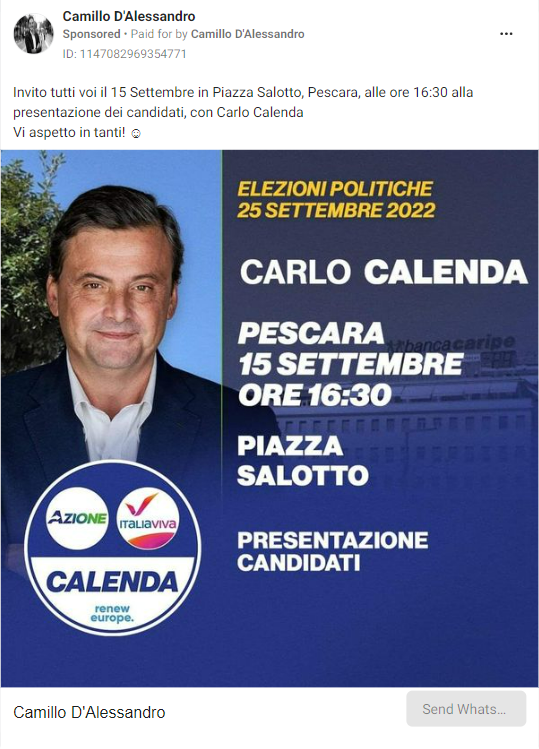 Camillo D'Alessandro
Sponsored • Paid for by Camillo D'Alessandro
ID: 1147082969354771
Invito tutti voi il 15 Settembre in Piazza Salotto, Pescara, alle ore 16:30 alla
presentazione dei candidati, con Carlo Calenda
Vi aspetto in tanti! ☺
ELEZIONI POLITICHE
25 SETTEMBRE 2022
CARLO CALENDA
PESCARA
15 SETTEMBRE
ORE 16:30
bancacaripe
PIAZZA
SALOTTO
PRESENTAZIONE
CANDIDATI
AZIONE
ITALIAVIVA
CALENDA
renew
europe.
Camillo D'Alessandro
Send Whats...